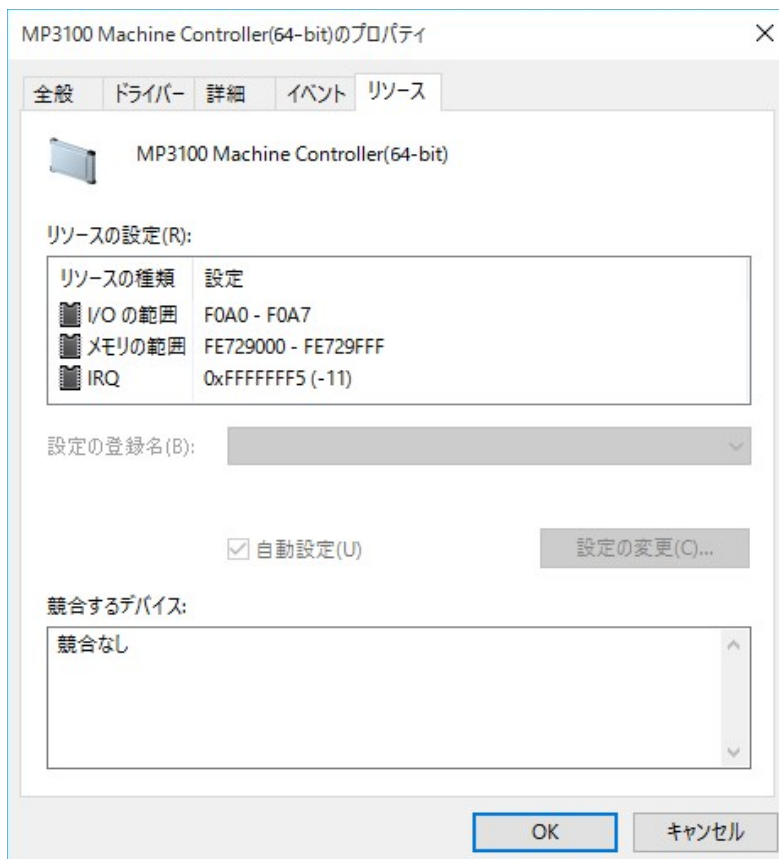 MP3100 Machine Controller(64-bit)のプロパティ
全般 ドライバー 詳細 イベント リソース
MP3100 Machine Controller(64-bit)
リソースの設定(R):
リソースの種類 設定
I/O の範囲 F0A0 - F0A7
メモリの範囲 FE729000 - FE729FFF
IRQ 0xFFFFFFF5 (-11)
設定の登録名(B):
自動設定(U) 設定の変更(C)...
競合するデバイス:
競合なし
OK キャンセル